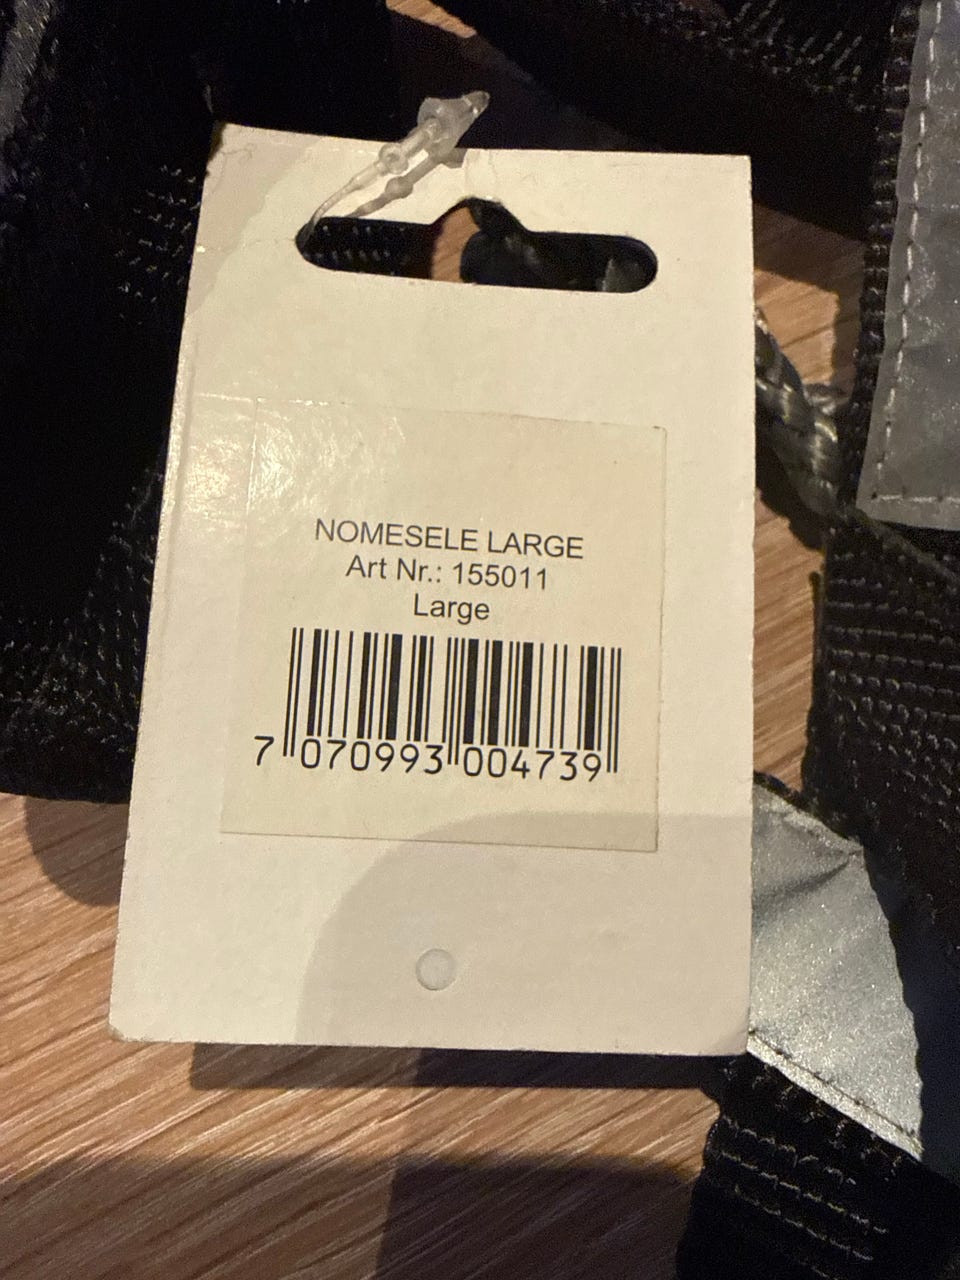 NOMESELE LARGE
Art Nr.: 155011
Large
7 070993 004739